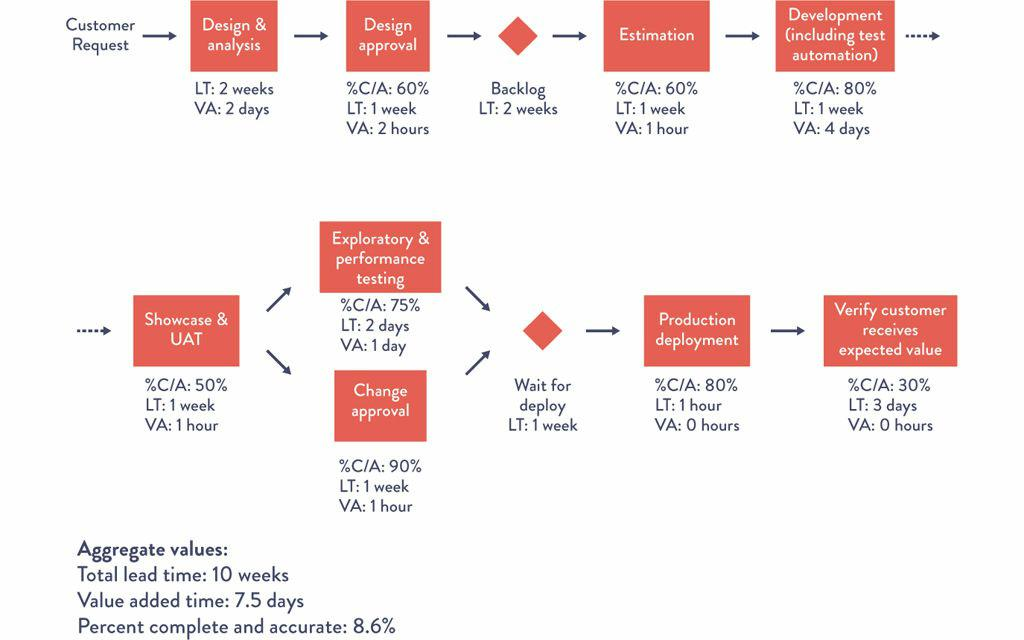 Customer
Request
Design &
analysis
LT: 2 weeks
VA: 2 days
Design
approval
%C/A: 60%
LT: 1 week
VA: 2 hours
Backlog
LT: 2 weeks
Estimation
%C/A: 60%
LT: 1 week
VA: 1 hour
Development
(including test
automation)
%C/A: 80%
LT: 1 week
VA: 4 days
Showcase &
UAT
%C/A: 50%
LT: 1 week
VA: 1 hour
Exploratory &
performance
testing
%C/A: 75%
LT: 2 days
VA: 1 day
Change
approval
%C/A: 90%
LT: 1 week
VA: 1 hour
Wait for
deploy
LT: 1 week
Production
deployment
%C/A: 80%
LT: 1 hour
VA: 0 hours
Verify customer
receives
expected value
%C/A: 30%
LT: 3 days
VA: 0 hours
Aggregate values:
Total lead time: 10 weeks
Value added time: 7.5 days
Percent complete and accurate: 8.6%